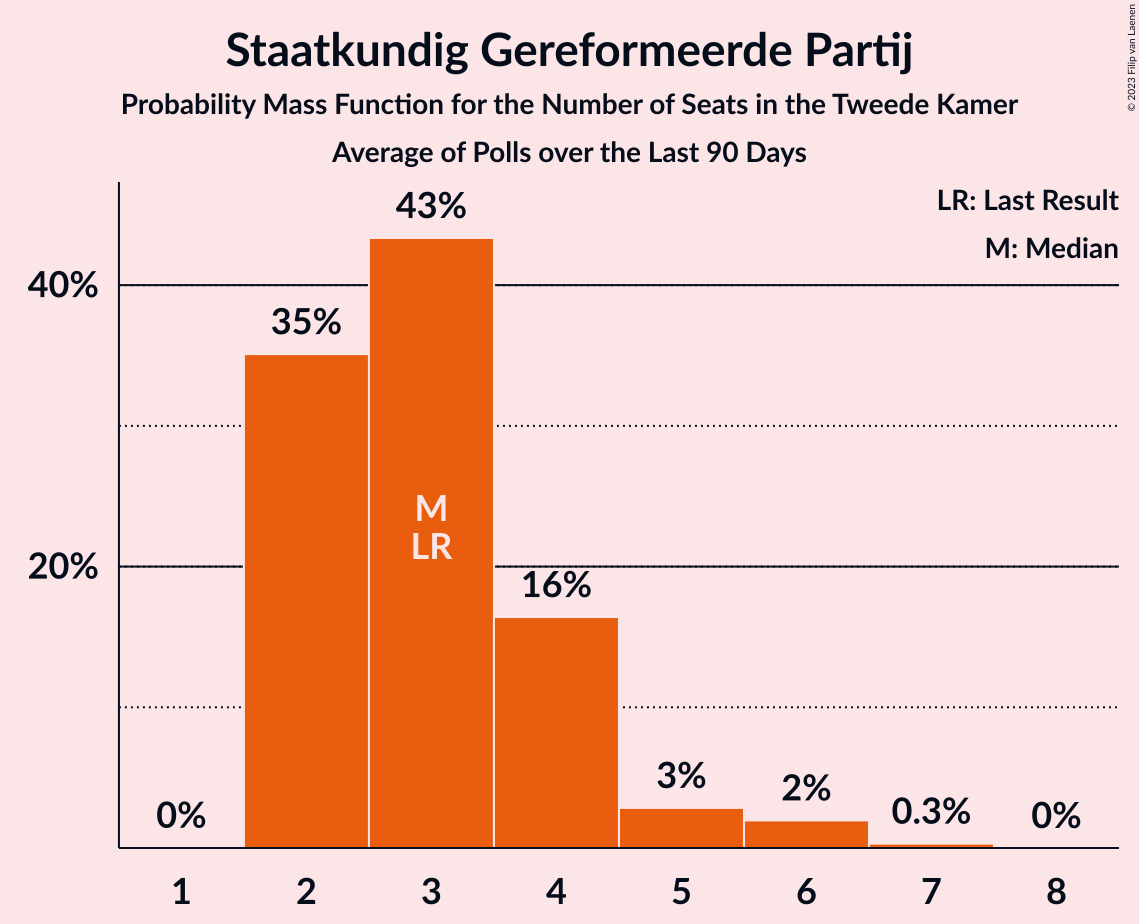 Staatkundig Gereformeerde Partij
Probability Mass Function for the Number of Seats in the Tweede Kamer
Average of Polls over the Last 90 Days
© 2023 Filip van Laenen
LR: Last Result
M: Median
43%
40%
35%
M
LR
20%
16%
3%
2%
0.3%
0%
0%
1 2 3 4 5 6 7 8